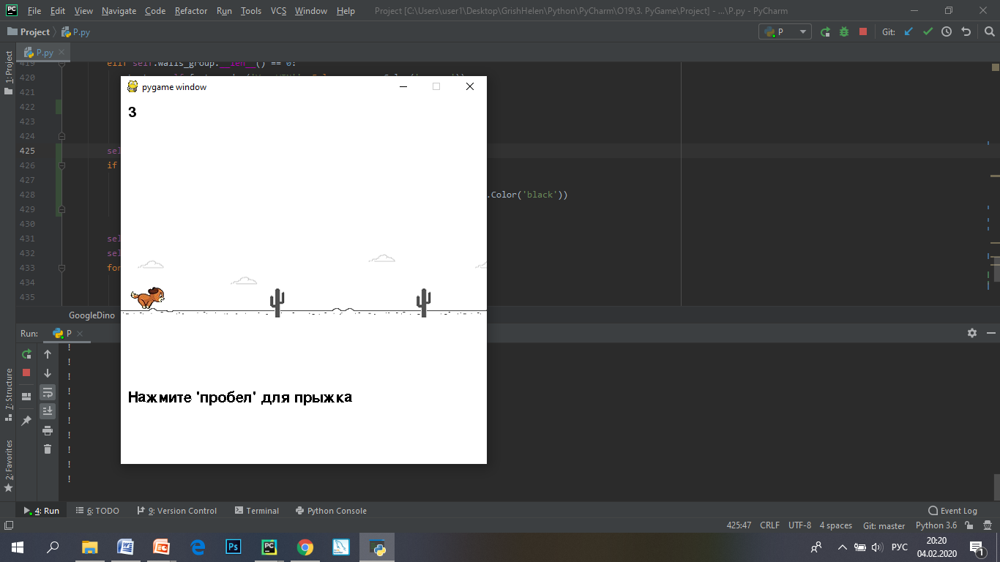 File Edit View Navigate Code Refactor Run Tools VCS Window Help Project [C:\Users\user1\Desktop\GrishHelen\Python\PyCharm\O19\3. PyGame\Project] - ...\P.py - PyCharm
Project P.py P Git:
P.py
1: Project
419 elif self.walls_group.__len__() == 0:
420
421
422
423
424
425 sel
426 if
427
428 .Color('black'))
429
430
431 sel
432 sel
433 for
434
435
pygame window
3
Нажмите 'пробел' для прыжка
GoogleDino
Run: P
!
!
!
!
!
!
!
!
!
!
7: Structure
2: Favorites
4: Run 6: TODO 9: Version Control Terminal Python Console Event Log
425:47 CRLF UTF-8 4 spaces Git: master Python 3.6
РУС 20:20
04.02.2020 1